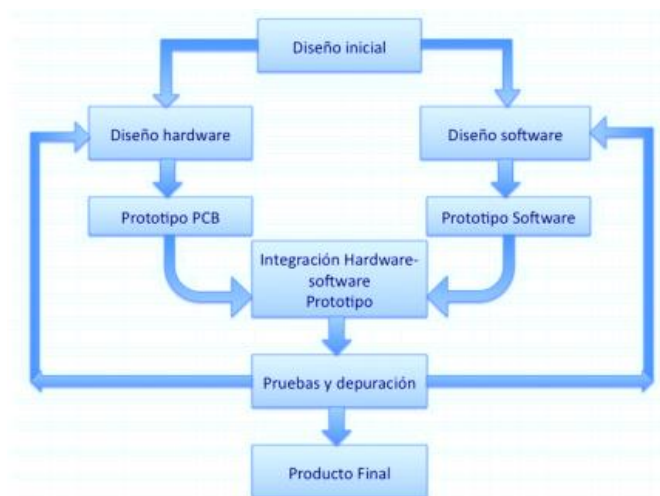 Diseño inicial
Diseño hardware
Diseño software
Prototipo PCB
Prototipo Software
Integración Hardware-
software
Prototipo
Pruebas y depuración
Producto Final